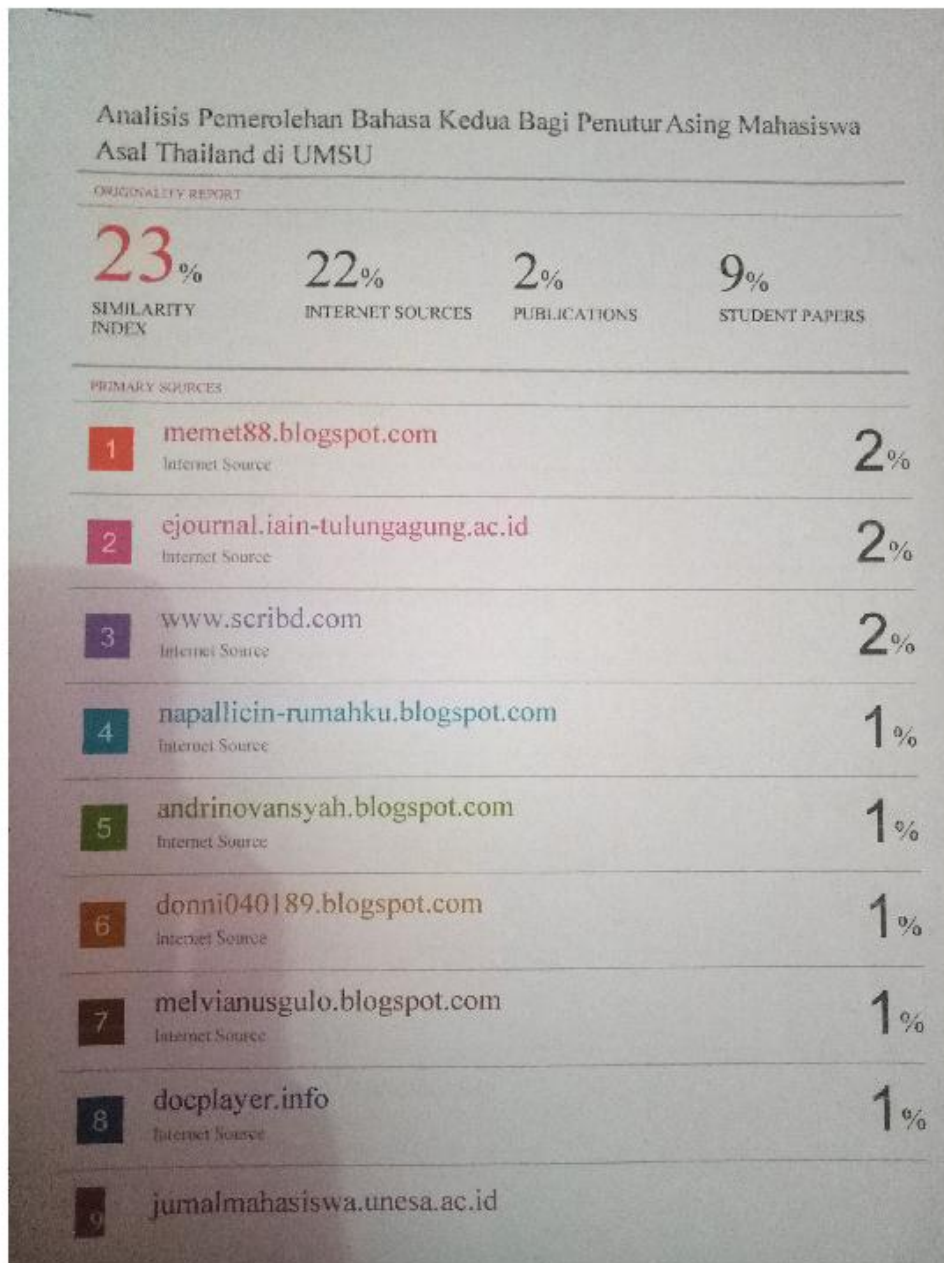 Analisis Pemerolehan Bahasa Kedua Bagi Penutur Asing Mahasiswa
Asal Thailand di UMSU
ORIGINALITY REPORT
23% 22% 2% 9%
SIMILARITY INDEX INTERNET SOURCES PUBLICATIONS STUDENT PAPERS
PRIMARY SOURCES
1 memet88.blogspot.com 2%
Internet Source
2 ejournal.iain-tulungagung.ac.id 2%
Internet Source
3 www.scribd.com 2%
Internet Source
4 napallicin-rumahku.blogspot.com 1%
Internet Source
5 andrinovansyah.blogspot.com 1%
Internet Source
6 donni040189.blogspot.com 1%
Internet Source
7 melvianusgulo.blogspot.com 1%
Internet Source
8 docplayer.info 1%
Internet Source
9 jurnalmahasiswa.unesa.ac.id